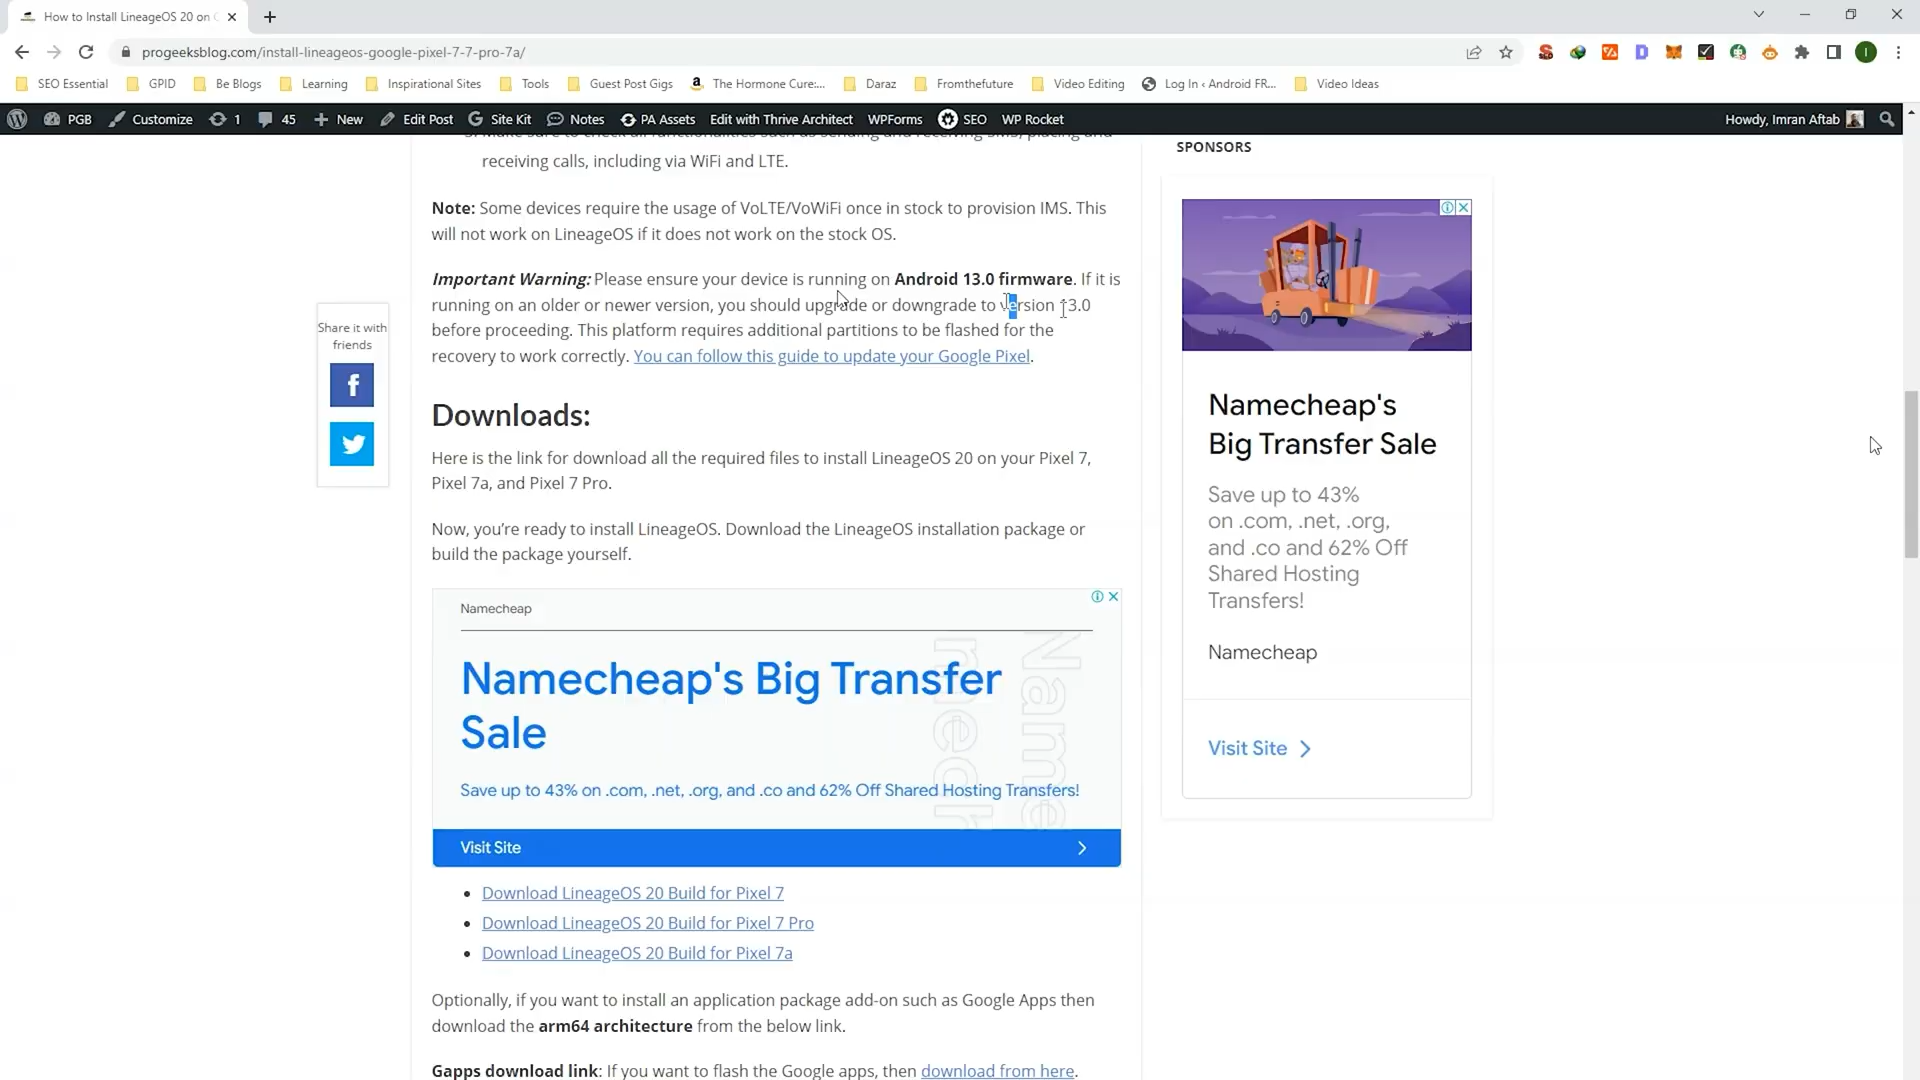 How to Install LineageOS 20 on
progeeksblog.com/install-lineageos-google-pixel-7-7-pro-7a/
SEO Essential GPID Be Blogs Learning Inspirational Sites Tools Guest Post Gigs The Hormone Cure:... Daraz Fromthefuture Video Editing Log In ‹ Android FR... Video Ideas
PGB Customize 1 45 New Edit Post Site Kit Notes PA Assets Edit with Thrive Architect WPForms SEO WP Rocket Howdy, Imran Aftab
Make sure to check all functionalities such as sending and receiving SMS, placing and
receiving calls, including via WiFi and LTE.
Note: Some devices require the usage of VoLTE/VoWiFi once in stock to provision IMS. This
will not work on LineageOS if it does not work on the stock OS.
Important Warning: Please ensure your device is running on Android 13.0 firmware. If it is
running on an older or newer version, you should upgrade or downgrade to version 13.0
before proceeding. This platform requires additional partitions to be flashed for the
recovery to work correctly. You can follow this guide to update your Google Pixel.
Share it with
friends
Downloads:
Here is the link for download all the required files to install LineageOS 20 on your Pixel 7,
Pixel 7a, and Pixel 7 Pro.
Now, you're ready to install LineageOS. Download the LineageOS installation package or
build the package yourself.
Namecheap
Namecheap's Big Transfer
Sale
Save up to 43% on .com, .net, .org, and .co and 62% Off Shared Hosting Transfers!
Visit Site
Download LineageOS 20 Build for Pixel 7
Download LineageOS 20 Build for Pixel 7 Pro
Download LineageOS 20 Build for Pixel 7a
Optionally, if you want to install an application package add-on such as Google Apps then
download the arm64 architecture from the below link.
Gapps download link: If you want to flash the Google apps, then download from here.
SPONSORS
Namecheap's
Big Transfer Sale
Save up to 43%
on .com, .net, .org,
and .co and 62% Off
Shared Hosting
Transfers!
Namecheap
Visit Site